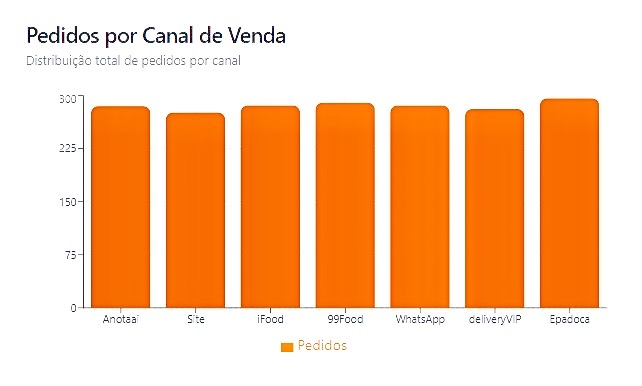 Pedidos por Canal de Venda
Distribuição total de pedidos por canal
300
225
150
75
0
Anotaaí Site iFood 99Food WhatsApp deliveryVIP Epadoca
Pedidos